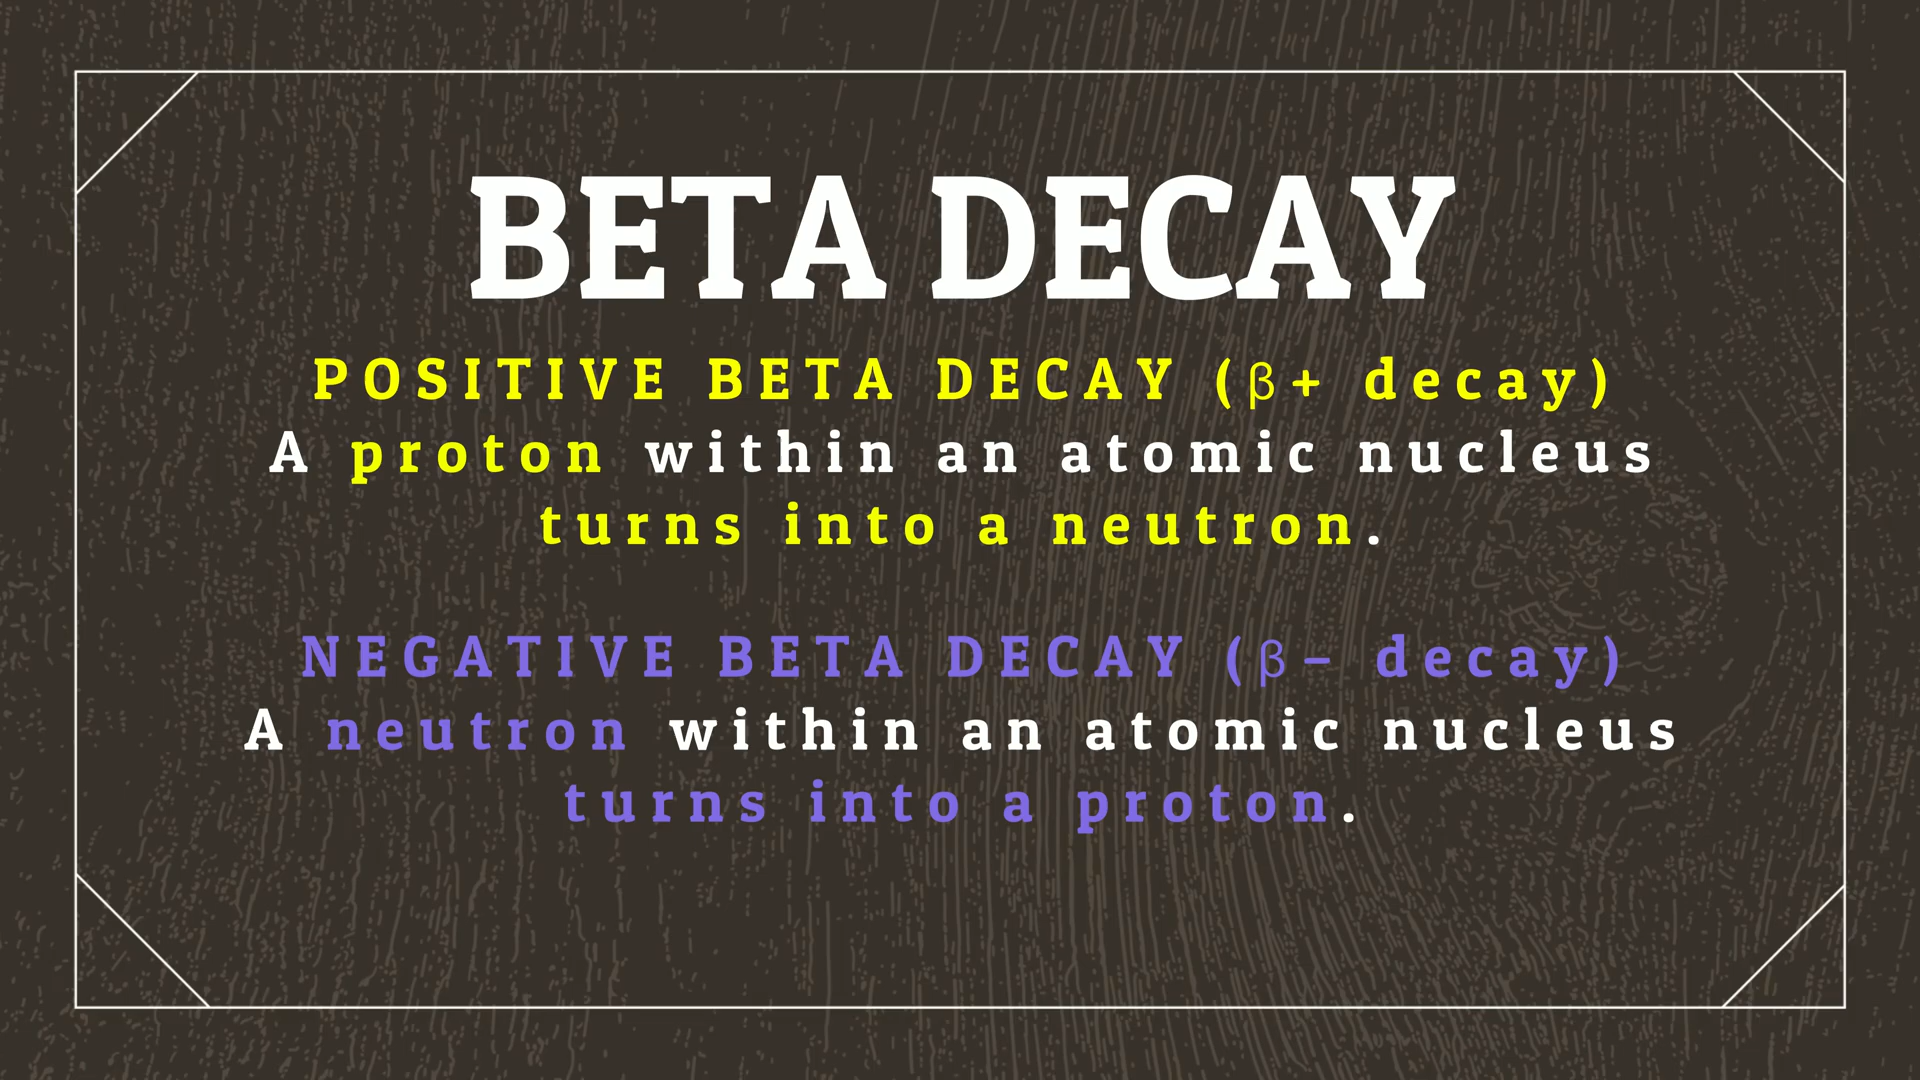 BETA DECAY
POSITIVE BETA DECAY (β+ decay)
A proton within an atomic nucleus
turns into a neutron.
NEGATIVE BETA DECAY (β− decay)
A neutron within an atomic nucleus
turns into a proton.